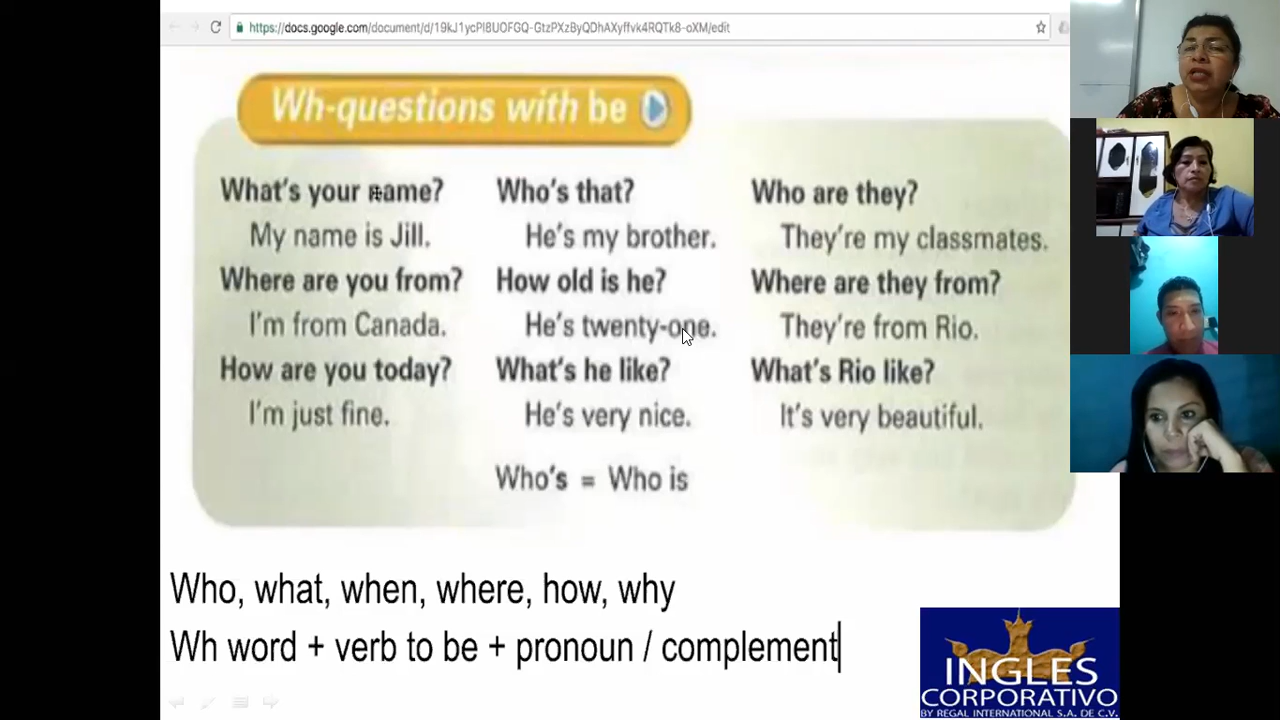 https://docs.google.com/document/d/19kJ1ycPl8UOFGQ-GtzPXzByQDhAXyffvk4RQTk8-oXM/edit
Wh-questions with be
What's your name?
My name is Jill.
Where are you from?
I'm from Canada.
How are you today?
I'm just fine.
Who's that?
He's my brother.
How old is he?
He's twenty-one.
What's he like?
He's very nice.
Who's = Who is
Who are they?
They're my classmates.
Where are they from?
They're from Rio.
What's Rio like?
It's very beautiful.
Who, what, when, where, how, why
Wh word + verb to be + pronoun / complement
INGLES
CORPORATIVO
BY REGAL INTERNATIONAL S.A. DE C.V.